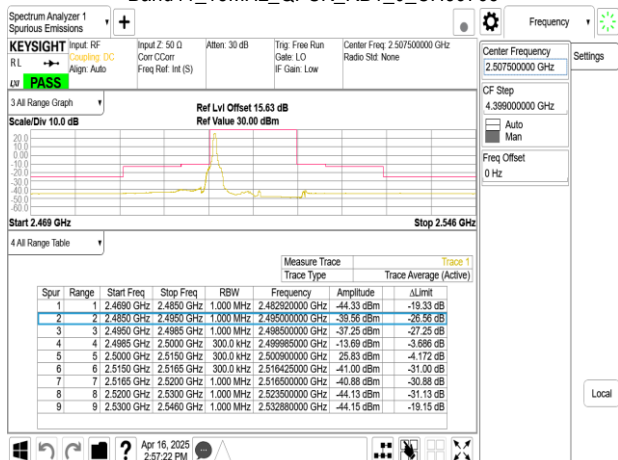 Spectrum Analyzer 1
Spurious Emissions
+
Frequency
KEYSIGHT Input: RF Input Z: 50 Ω Atten: 30 dB Trig: Free Run Center Freq: 2.507500000 GHz
RL Coupling: DC Corr CCorr Gate: LO Radio Std: None
Align: Auto Freq Ref: Int (S) IF Gain: Low
LXI PASS
Center Frequency
2.507500000 GHz
Settings
CF Step
4.399000000 GHz
Auto
Man
Freq Offset
0 Hz
3 All Range Graph
Ref Lvl Offset 15.63 dB
Scale/Div 10.0 dB Ref Value 30.00 dBm
20.0
10.0
0.00
-10.0
-20.0
-30.0
-40.0
-50.0
-60.0
Start 2.469 GHz Stop 2.546 GHz
4 All Range Table
Measure Trace Trace 1
Trace Type Trace Average (Active)
Spur Range Start Freq Stop Freq RBW Frequency Amplitude ΔLimit
1 1 2.4690 GHz 2.4850 GHz 1.000 MHz 2.482920000 GHz -44.33 dBm -19.33 dB
2 2 2.4850 GHz 2.4950 GHz 1.000 MHz 2.495000000 GHz -39.56 dBm -26.56 dB
3 3 2.4950 GHz 2.4985 GHz 1.000 MHz 2.498500000 GHz -37.25 dBm -27.25 dB
4 4 2.4985 GHz 2.5000 GHz 300.0 kHz 2.499985000 GHz -13.69 dBm -3.686 dB
5 5 2.5000 GHz 2.5150 GHz 300.0 kHz 2.500900000 GHz 25.83 dBm -4.172 dB
6 6 2.5150 GHz 2.5165 GHz 300.0 kHz 2.516425000 GHz -41.00 dBm -31.00 dB
7 7 2.5165 GHz 2.5200 GHz 1.000 MHz 2.516500000 GHz -40.88 dBm -30.88 dB
8 8 2.5200 GHz 2.5300 GHz 1.000 MHz 2.523500000 GHz -44.13 dBm -31.13 dB
9 9 2.5300 GHz 2.5460 GHz 1.000 MHz 2.532880000 GHz -44.15 dBm -19.15 dB
Local
? Apr 16, 2025
2:57:22 PM